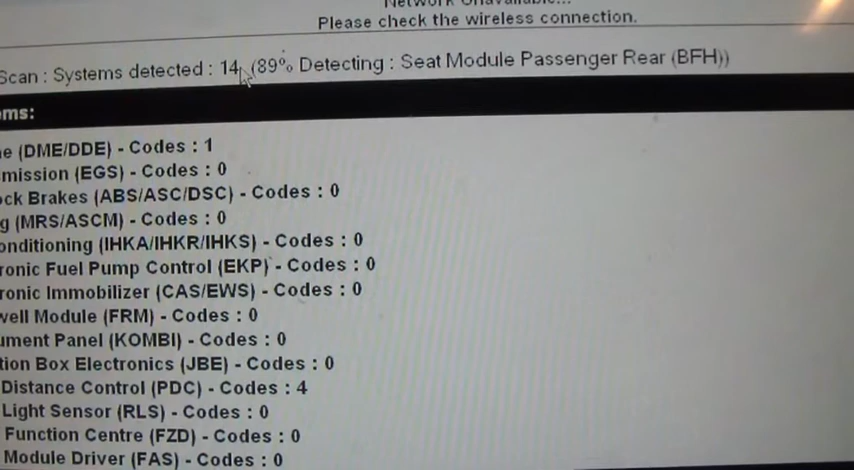 Network Unavailable...
Please check the wireless connection.
Scan : Systems detected : 14 (89% Detecting : Seat Module Passenger Rear (BFH))
ms:
e (DME/DDE) - Codes : 1
mission (EGS) - Codes : 0
ock Brakes (ABS/ASC/DSC) - Codes : 0
g (MRS/ASCM) - Codes : 0
onditioning (IHKA/IHKR/IHKS) - Codes : 0
ronic Fuel Pump Control (EKP) - Codes : 0
ronic Immobilizer (CAS/EWS) - Codes : 0
well Module (FRM) - Codes : 0
ument Panel (KOMBI) - Codes : 0
tion Box Electronics (JBE) - Codes : 0
Distance Control (PDC) - Codes : 4
Light Sensor (RLS) - Codes : 0
Function Centre (FZD) - Codes : 0
Module Driver (FAS) - Codes : 0